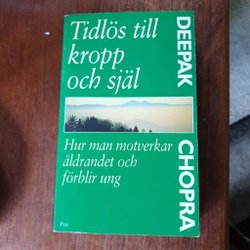 Tidlös till
kropp
och själ
DEEPAK
CHOPRA
Hur man motverkar
åldrandet och
förblir ung